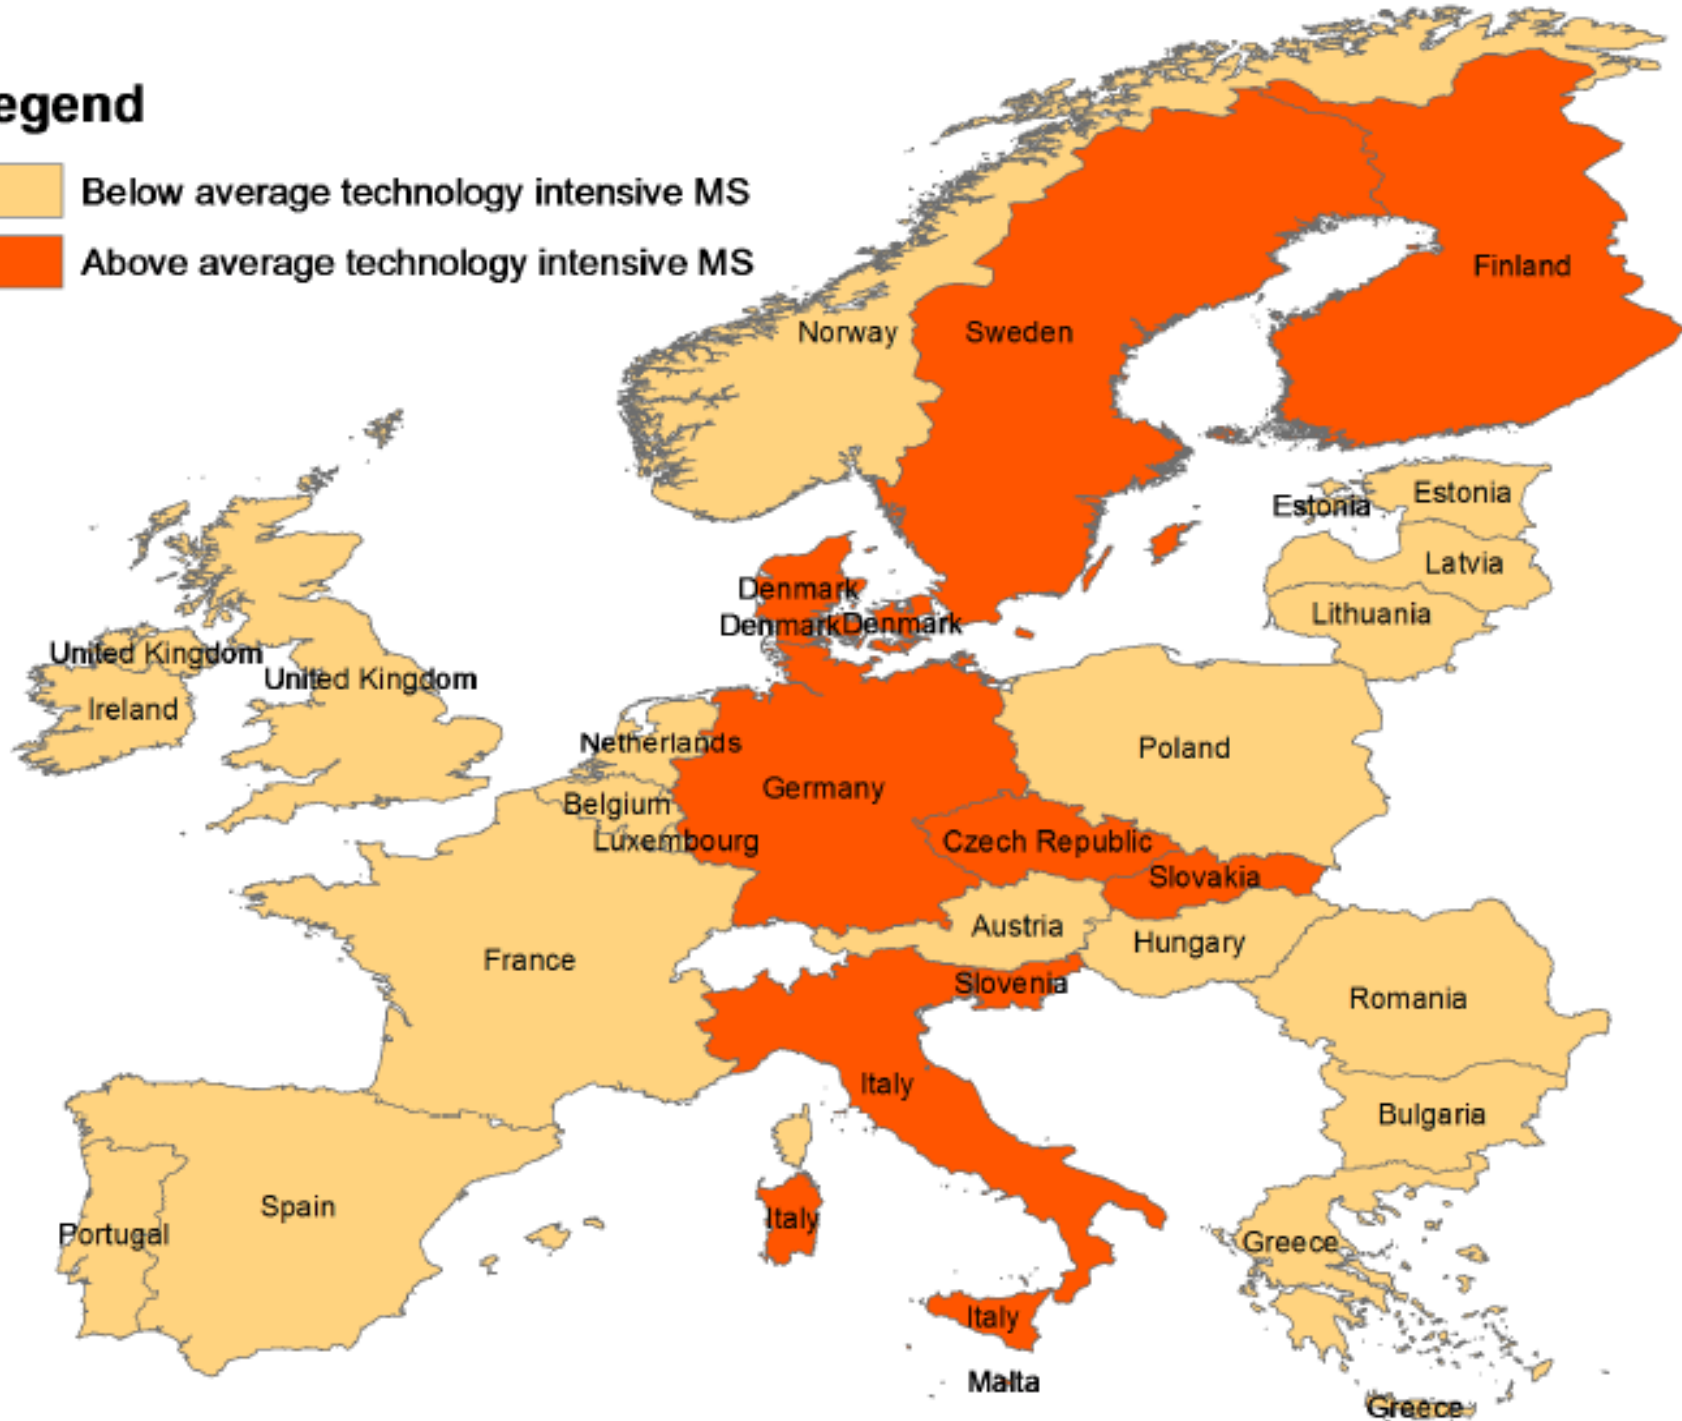 egend
Below average technology intensive MS
Above average technology intensive MS
Finland
Norway
Sweden
Estonia
Estonia
Latvia
Denmark
Lithuania
Denmark
Denmark
United Kingdom
United Kingdom
Ireland
Netherlands
Poland
Germany
Belgium
Luxembourg
Czech Republic
Slovakia
Austria
Hungary
France
Slovenia
Romania
Italy
Bulgaria
Spain
Italy
Portugal
Greece
Italy
Malta
Greece